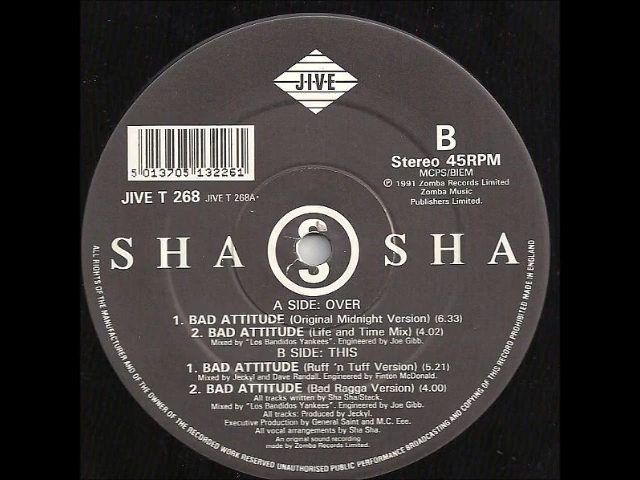 J·I·V·E
B
Stereo 45RPM
MCPS/BIEM
℗ 1991 Zomba Records Limited
Zomba Music
Publishers Limited.
5 013705 132261
JIVE T 268 JIVE T 268A·
SHA S SHA
A SIDE: OVER
1. BAD ATTITUDE (Original Midnight Version) (6.33)
2. BAD ATTITUDE (Life and Time Mix) (4.02)
Mixed by "Los Bandidos Yankees". Engineered by Joe Gibb.
B SIDE: THIS
1. BAD ATTITUDE (Ruff 'n Tuff Version) (5.21)
Mixed by Jeckyl and Dave Randall. Engineered by Finton McDonald.
2. BAD ATTITUDE (Bad Ragga Version) (4.00)
All tracks written by Sha Sha/Stack.
Mixed by "Los Bandidos Yankees". Engineered by Joe Gibb.
All tracks: Produced by Jeckyl.
Executive Production by General Saint and M.C. Eee.
All vocal arrangements by Sha Sha.
An original sound recording
made by Zomba Records Limited.
ALL RIGHTS OF THE MANUFACTURER AND OF THE OWNER OF THE RECORDED WORK RESERVED UNAUTHORISED PUBLIC PERFORMANCE BROADCASTING AND COPYING OF THIS RECORD PROHIBITED MADE IN ENGLAND